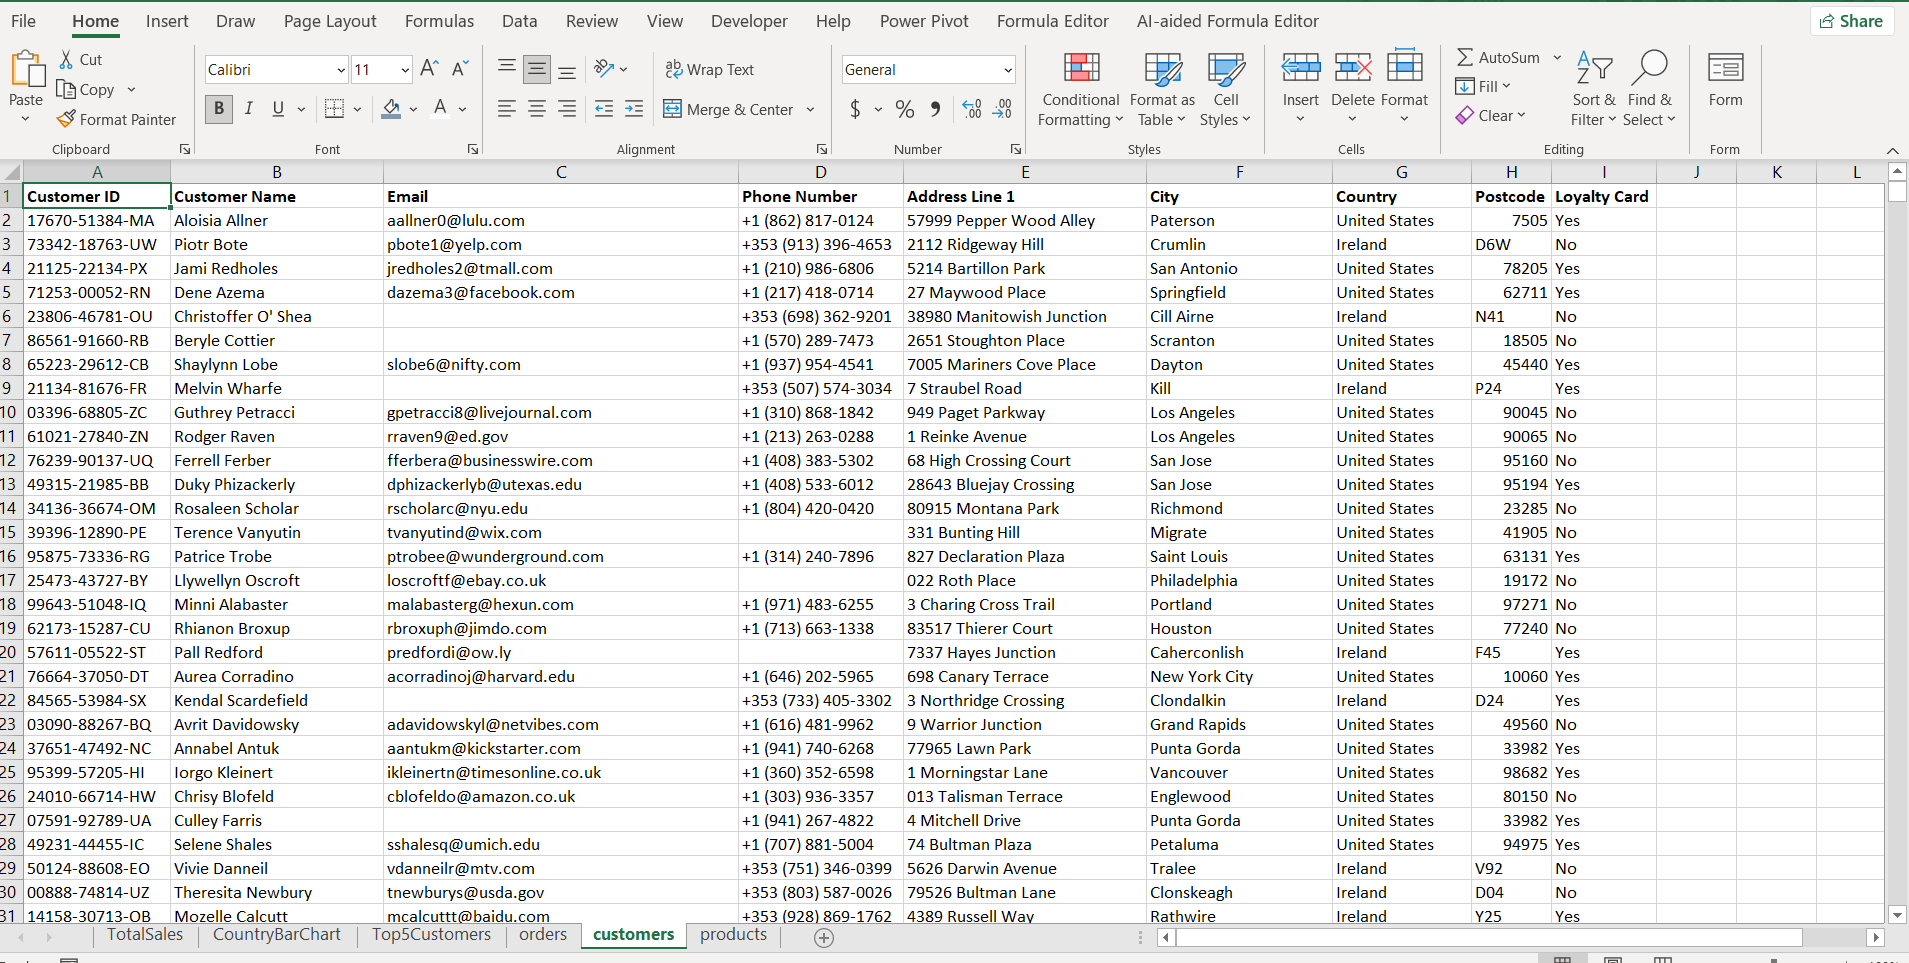 File Home Insert Draw Page Layout Formulas Data Review View Developer Help Power Pivot Formula Editor AI-aided Formula Editor Share
Cut
Copy
Paste
Format Painter
Calibri 11
B I U A
ab Wrap Text
Merge & Center
General
$ % 9
Conditional Formatting
Format as Table
Cell Styles
Insert Delete Format
AutoSum
Fill
Clear
Sort & Filter
Find & Select
Form
Clipboard Font Alignment Number Styles Cells Editing Form
A B C D E F G H I J K L
1 Customer ID Customer Name Email Phone Number Address Line 1 City Country Postcode Loyalty Card
2 17670-51384-MA Aloisia Allner aallner0@lulu.com +1 (862) 817-0124 57999 Pepper Wood Alley Paterson United States 7505 Yes
3 73342-18763-UW Piotr Bote pbote1@yelp.com +353 (913) 396-4653 2112 Ridgeway Hill Crumlin Ireland D6W No
4 21125-22134-PX Jami Redholes jredholes2@tmall.com +1 (210) 986-6806 5214 Bartillon Park San Antonio United States 78205 Yes
5 71253-00052-RN Dene Azema dazema3@facebook.com +1 (217) 418-0714 27 Maywood Place Springfield United States 62711 Yes
6 23806-46781-OU Christoffer O' Shea +353 (698) 362-9201 38980 Manitowish Junction Cill Airne Ireland N41 No
7 86561-91660-RB Beryle Cottier +1 (570) 289-7473 2651 Stoughton Place Scranton United States 18505 No
8 65223-29612-CB Shaylynn Lobe slobe6@nifty.com +1 (937) 954-4541 7005 Mariners Cove Place Dayton United States 45440 Yes
9 21134-81676-FR Melvin Wharfe +353 (507) 574-3034 7 Straubel Road Kill Ireland P24 Yes
10 03396-68805-ZC Guthrey Petracci gpetracci8@livejournal.com +1 (310) 868-1842 949 Paget Parkway Los Angeles United States 90045 No
11 61021-27840-ZN Rodger Raven rraven9@ed.gov +1 (213) 263-0288 1 Reinke Avenue Los Angeles United States 90065 No
12 76239-90137-UQ Ferrell Ferber fferbera@businesswire.com +1 (408) 383-5302 68 High Crossing Court San Jose United States 95160 No
13 49315-21985-BB Duky Phizackerly dphizackerlyb@utexas.edu +1 (408) 533-6012 28643 Bluejay Crossing San Jose United States 95194 Yes
14 34136-36674-OM Rosaleen Scholar rscholarc@nyu.edu +1 (804) 420-0420 80915 Montana Park Richmond United States 23285 No
15 39396-12890-PE Terence Vanyutin tvanyutind@wix.com 331 Bunting Hill Migrate United States 41905 No
16 95875-73336-RG Patrice Trobe ptrobee@wunderground.com +1 (314) 240-7896 827 Declaration Plaza Saint Louis United States 63131 Yes
17 25473-43727-BY Llywellyn Oscroft loscroftf@ebay.co.uk 022 Roth Place Philadelphia United States 19172 No
18 99643-51048-IQ Minni Alabaster malabasterg@hexun.com +1 (971) 483-6255 3 Charing Cross Trail Portland United States 97271 No
19 62173-15287-CU Rhianon Broxup rbroxuph@jimdo.com +1 (713) 663-1338 83517 Thierer Court Houston United States 77240 No
20 57611-05522-ST Pall Redford predfordi@ow.ly 7337 Hayes Junction Caherconlish Ireland F45 Yes
21 76664-37050-DT Aurea Corradino acorradinoj@harvard.edu +1 (646) 202-5965 698 Canary Terrace New York City United States 10060 Yes
22 84565-53984-SX Kendal Scardefield +353 (733) 405-3302 3 Northridge Crossing Clondalkin Ireland D24 Yes
23 03090-88267-BQ Avrit Davidowsky adavidowskyl@netvibes.com +1 (616) 481-9962 9 Warrior Junction Grand Rapids United States 49560 No
24 37651-47492-NC Annabel Antuk aantukm@kickstarter.com +1 (941) 740-6268 77965 Lawn Park Punta Gorda United States 33982 Yes
25 95399-57205-HI Iorgo Kleinert ikleinertn@timesonline.co.uk +1 (360) 352-6598 1 Morningstar Lane Vancouver United States 98682 Yes
26 24010-66714-HW Chrisy Blofeld cblofeldo@amazon.co.uk +1 (303) 936-3357 013 Talisman Terrace Englewood United States 80150 No
27 07591-92789-UA Culley Farris +1 (941) 267-4822 4 Mitchell Drive Punta Gorda United States 33982 Yes
28 49231-44455-IC Selene Shales sshalesq@umich.edu +1 (707) 881-5004 74 Bultman Plaza Petaluma United States 94975 Yes
29 50124-88608-EO Vivie Danneil vdanneilr@mtv.com +353 (751) 346-0399 5626 Darwin Avenue Tralee Ireland V92 No
30 00888-74814-UZ Theresita Newbury tnewburys@usda.gov +353 (803) 587-0026 79526 Bultman Lane Clonskeagh Ireland D04 No
31 14158-30713-OB Mozelle Calcutt mcalcuttt@baidu.com +353 (928) 869-1762 4389 Russell Way Rathwire Ireland Y25 Yes
TotalSales CountryBarChart Top5Customers orders customers products